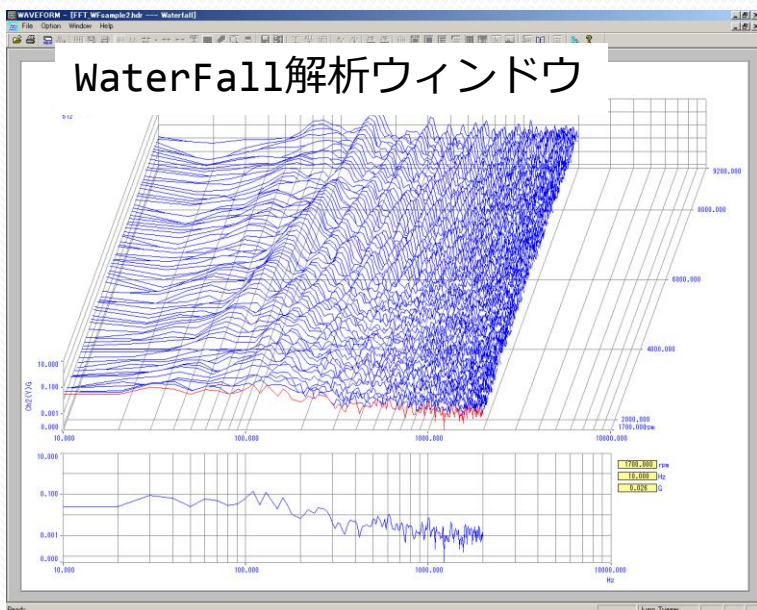 WAVEFORM - [FFT_WFsample2.hdr --- Waterfall]
File Option Window Help
WaterFall解析ウィンドウ
512
9200.000
8000.000
6000.000
4000.000
2000.000
1700.000rpm
10.000
0.100
0.001
0.000
Ch2(Y)G
10.000
100.000
1000.000
10000.000
10.000
0.100
0.001
0.000
10.000
100.000
1000.000
10000.000
Hz
1700.000 rpm
10.000 Hz
0.026 G
Ready